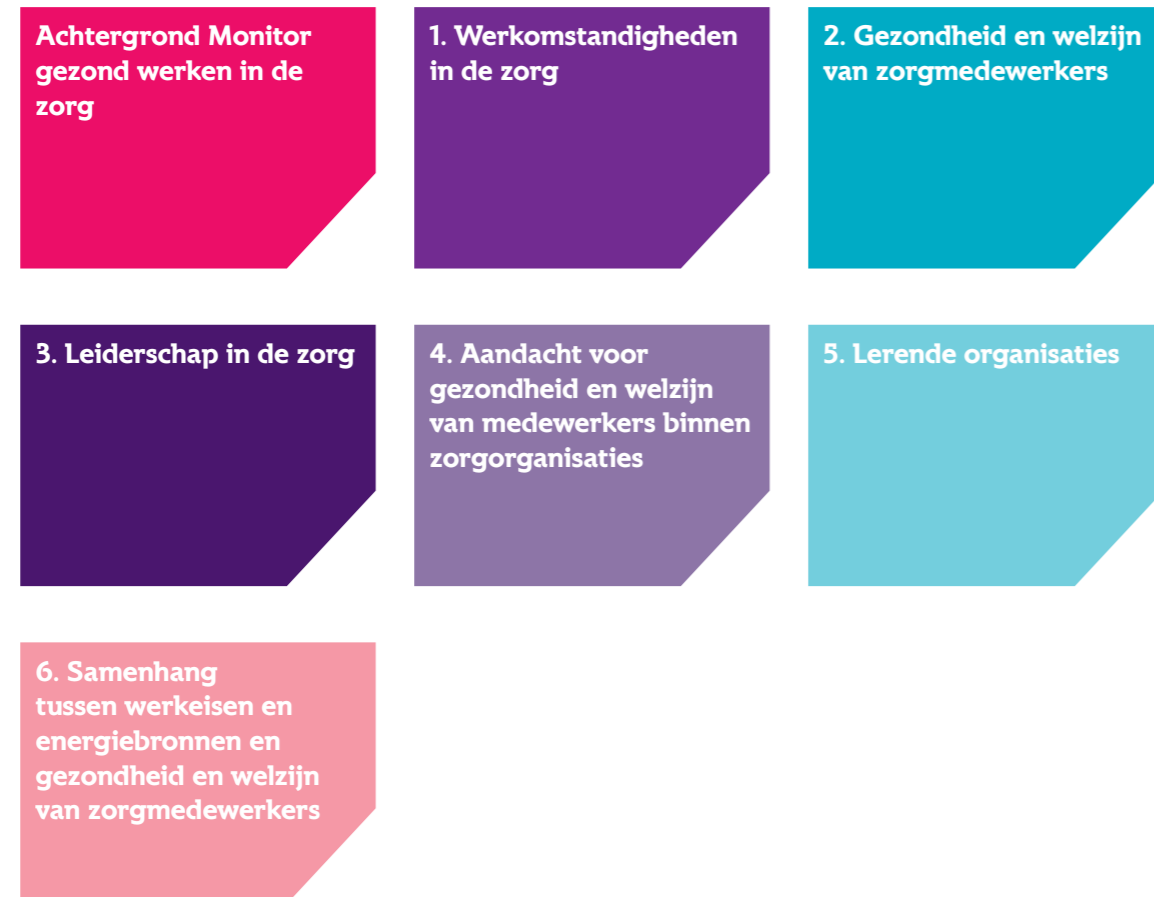 Achtergrond Monitor
gezond werken in de
zorg
1. Werkomstandigheden
in de zorg
2. Gezondheid en welzijn
van zorgmedewerkers
3. Leiderschap in de zorg
4. Aandacht voor
gezondheid en welzijn
van medewerkers binnen
zorgorganisaties
5. Lerende organisaties
6. Samenhang
tussen werkeisen en
energiebronnen en
gezondheid en welzijn
van zorgmedewerkers